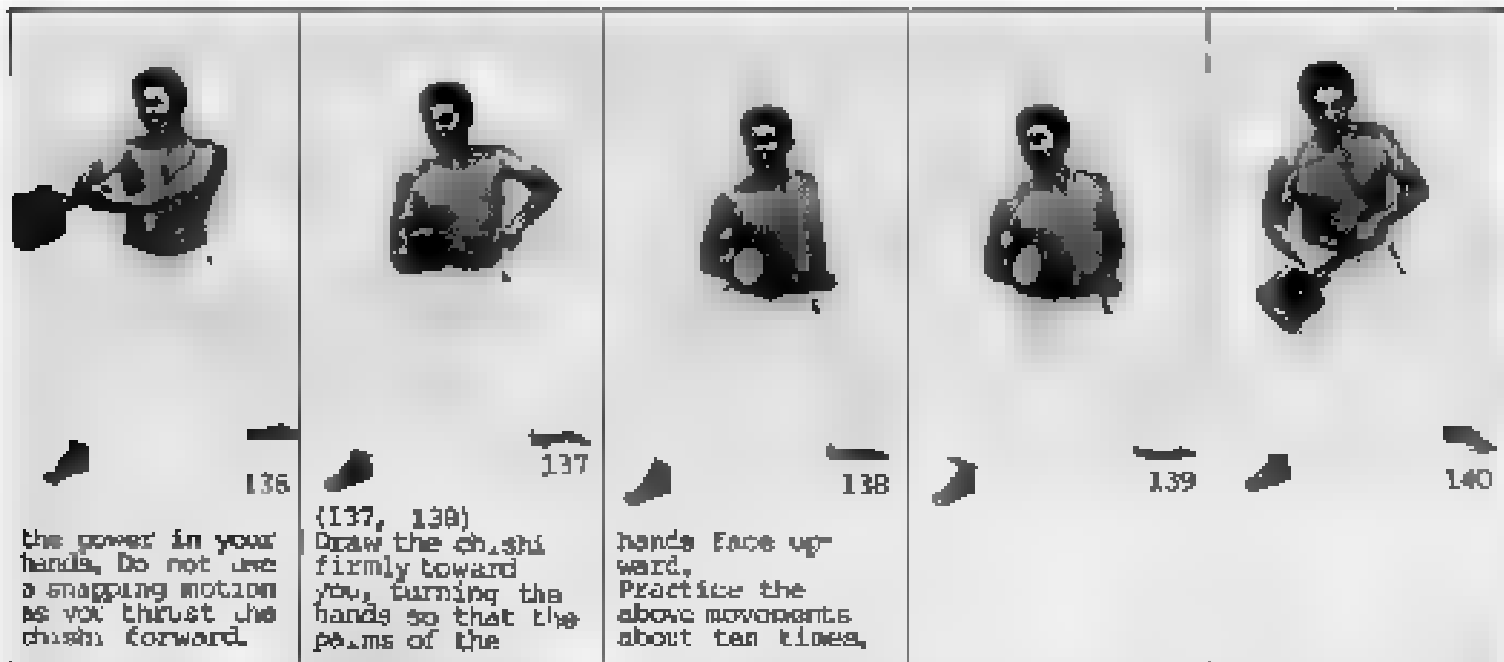 136
137
138
139
140
the power in your
hands. Do not use
a snapping motion
as you thrust the
chishi forward.
(137, 138)
Draw the chishi
firmly toward
you, turning the
hands so that the
palms of the
hands face up-
ward.
Practice the
above movements
about ten times.